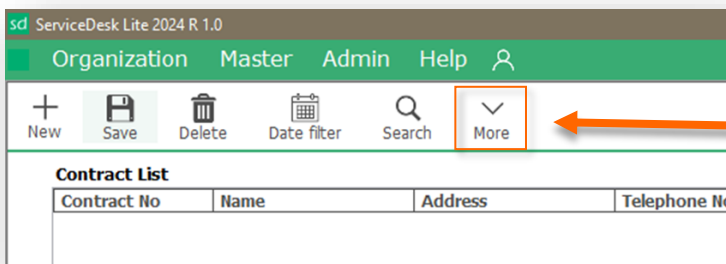 sd ServiceDesk Lite 2024 R 1.0
Organization Master Admin Help
New Save Delete Date filter Search More
Contract List
Contract No Name Address Telephone